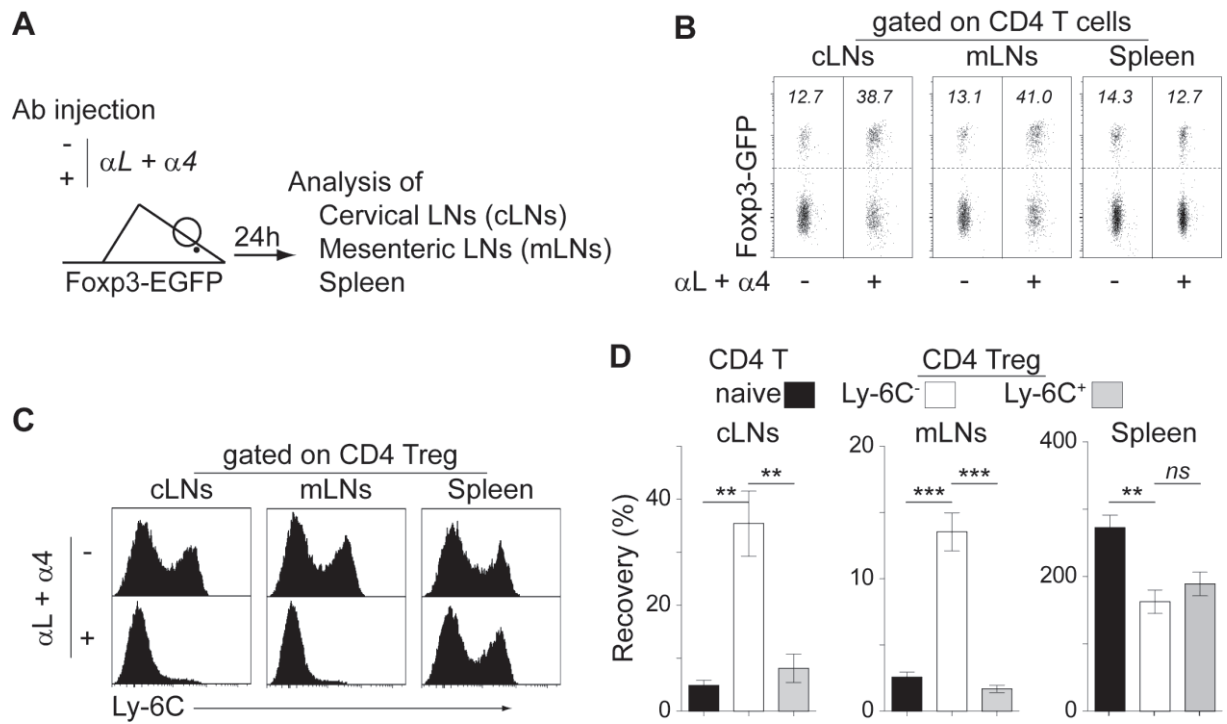 A
Ab injection
-
+
αL + α4
Foxp3-EGFP
24h
Analysis of
Cervical LNs (cLNs)
Mesenteric LNs (mLNs)
Spleen
B
gated on CD4 T cells
cLNs mLNs Spleen
12.7 38.7 13.1 41.0 14.3 12.7
Foxp3-GFP
αL + α4 - + - + - +
C
gated on CD4 Treg
cLNs mLNs Spleen
αL + α4
-
+
Ly-6C
D
CD4 T CD4 Treg
naive Ly-6C- Ly-6C+
cLNs mLNs Spleen
Recovery (%)
40
20
0
** **
20
10
0
*** ***
400
200
0
** ns